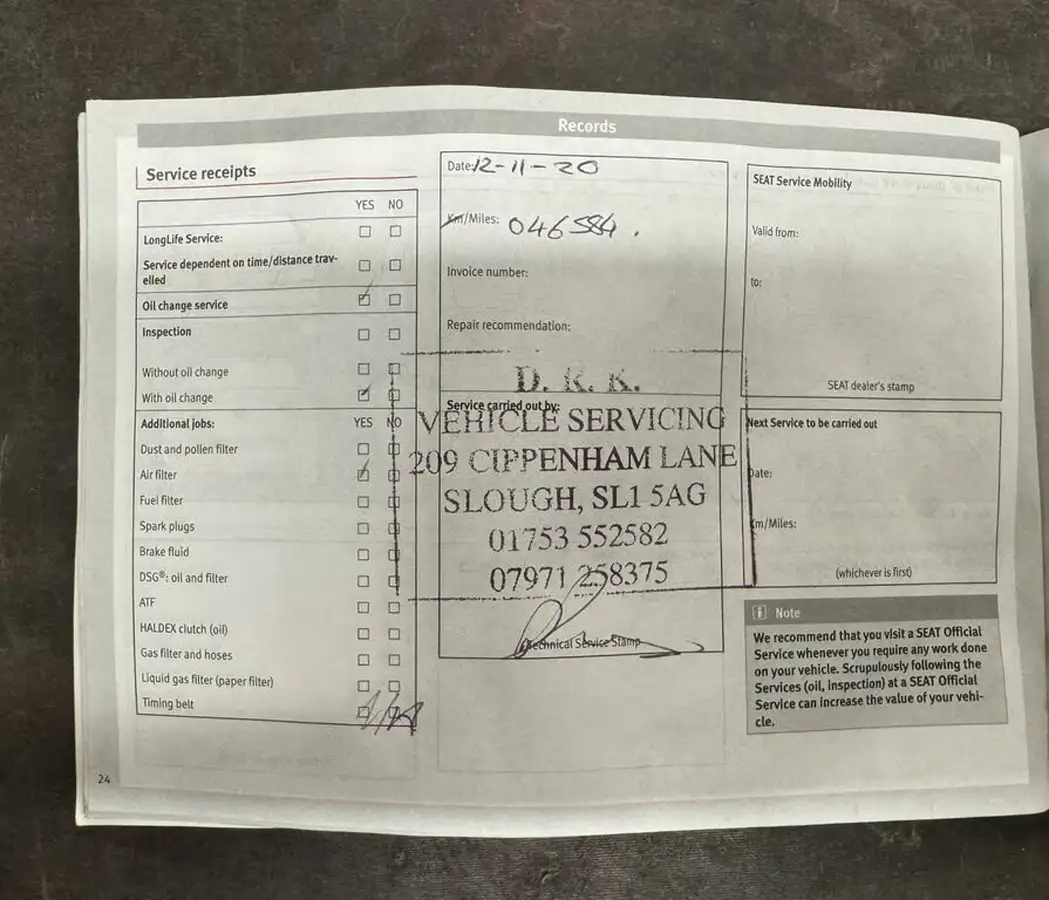 Records
Service receipts
YES NO
LongLife Service:
Service dependent on time/distance trav-
elled
Oil change service
Inspection
Without oil change
With oil change
Additional jobs: YES NO
Dust and pollen filter
Air filter
Fuel filter
Spark plugs
Brake fluid
DSG®: oil and filter
ATF
HALDEX clutch (oil)
Gas filter and hoses
Liquid gas filter (paper filter)
Timing belt
Date: 12-11-20
Km/Miles: 046584.
Invoice number:
Repair recommendation:
D. R. K.
Service carried out by:
VEHICLE SERVICING
209 CIPPENHAM LANE
SLOUGH, SL1 5AG
01753 552582
07971 258375
Technical Service Stamp
SEAT Service Mobility
Valid from:
to:
SEAT dealer's stamp
Next Service to be carried out
Date:
Km/Miles:
(whichever is first)
i Note
We recommend that you visit a SEAT Official
Service whenever you require any work done
on your vehicle. Scrupulously following the
Services (oil, inspection) at a SEAT Official
Service can increase the value of your vehi-
cle.
24